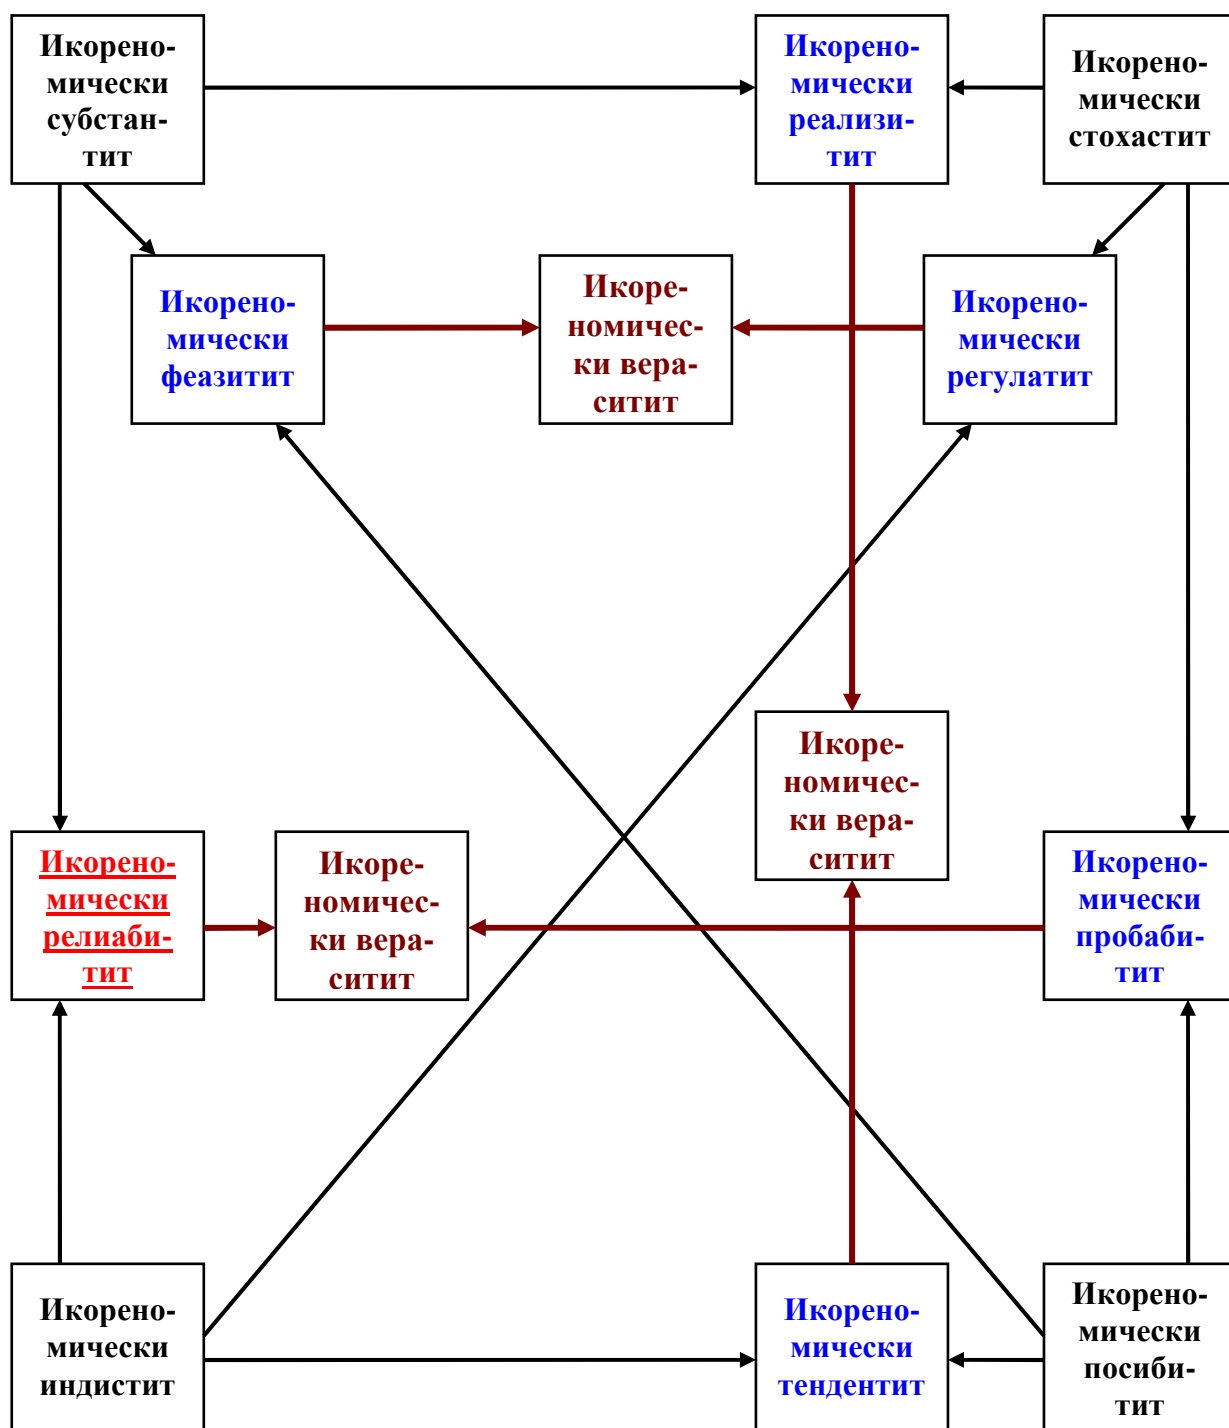 Икорено-
мически
субстан-
тит
Икорено-
мически
реализи-
тит
Икорено-
мически
стохастит
Икорено-
мически
феазитит
Икоре-
номичес-
ки вера-
ситит
Икорено-
мически
регулатит
Икоре-
номичес-
ки вера-
ситит
Икорено-
мически
релиаби-
тит
Икоре-
номичес-
ки вера-
ситит
Икорено-
мически
пробаби-
тит
Икорено-
мически
индистит
Икорено-
мически
тендентит
Икорено-
мически
посиби-
тит